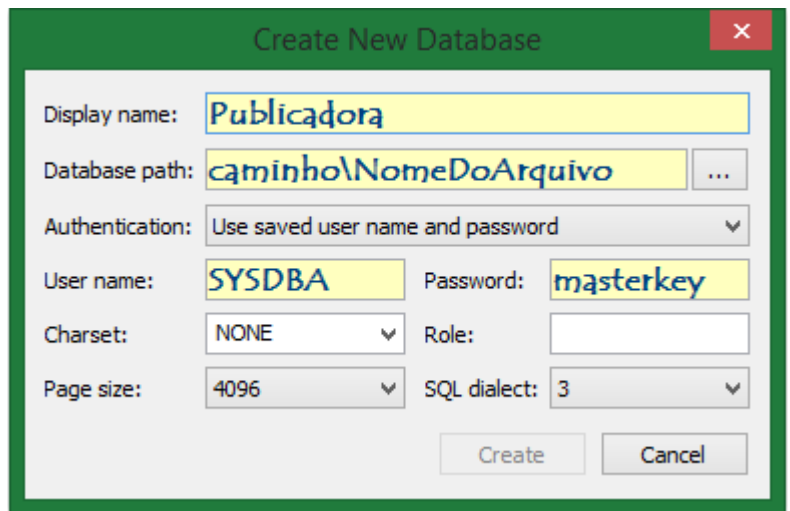 Create New Database ×
Display name: Publicadora
Database path: caminho\NomeDoArquivo ...
Authentication: Use saved user name and password
User name: SYSDBA Password: masterkey
Charset: NONE Role:
Page size: 4096 SQL dialect: 3
Create Cancel